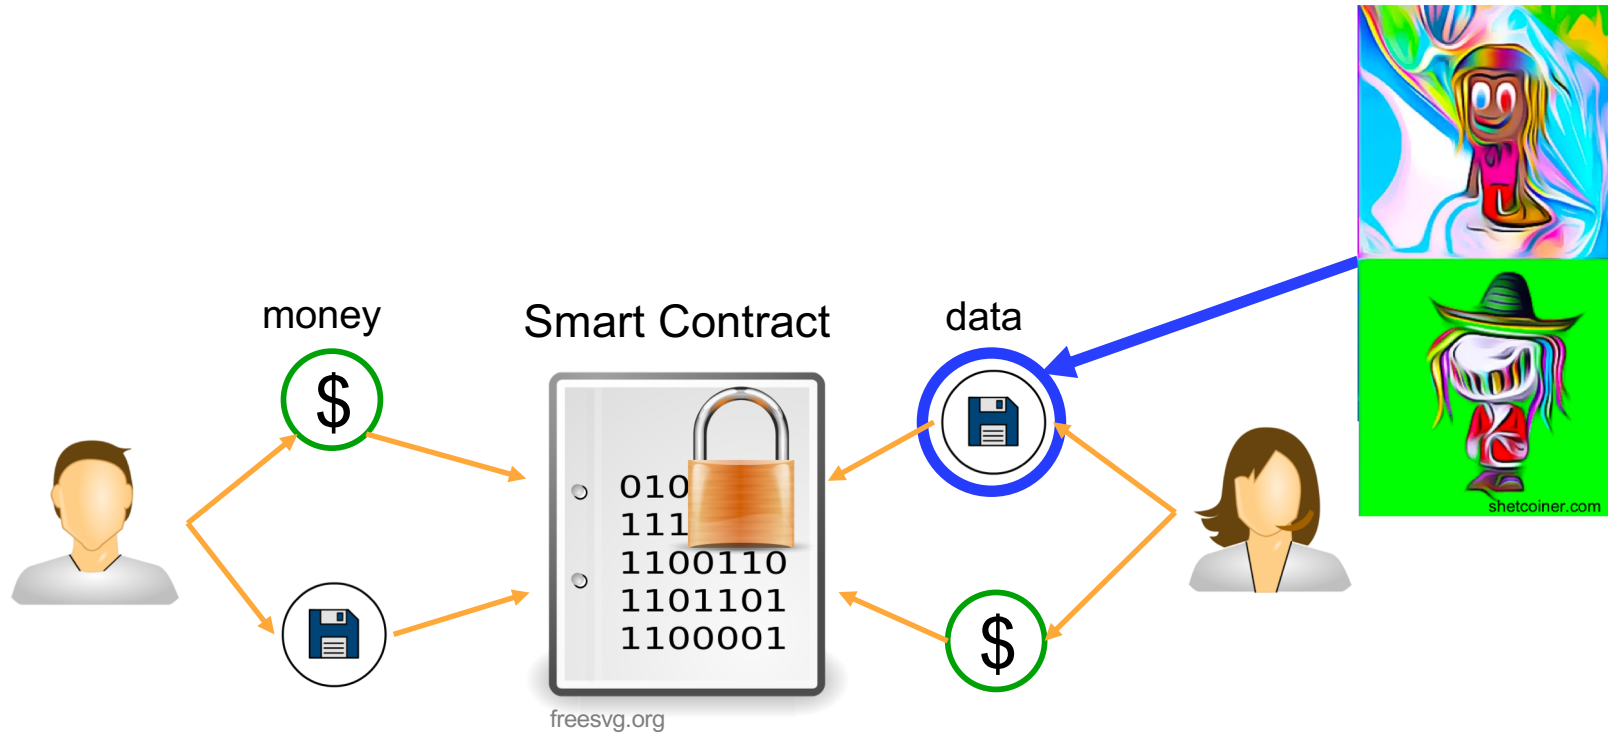 money
Smart Contract
data
$
010
111
1100110
1101101
1100001
$
shetcoiner.com
freesvg.org